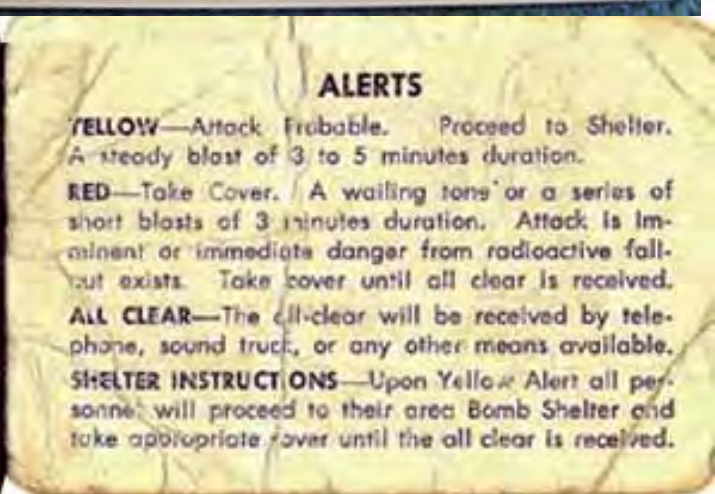 ALERTS
YELLOW—Attack Probable. Proceed to Shelter.
A steady blast of 3 to 5 minutes duration.
RED—Take Cover. A wailing tone or a series of
short blasts of 3 minutes duration. Attack is im-
minent or immediate danger from radioactive fall-
out exists. Take cover until all clear is received.
ALL CLEAR—The all-clear will be received by tele-
phone, sound truck, or any other means available.
SHELTER INSTRUCTIONS—Upon Yellow Alert all per-
sonnel will proceed to their area Bomb Shelter and
take appropriate cover until the all clear is received.